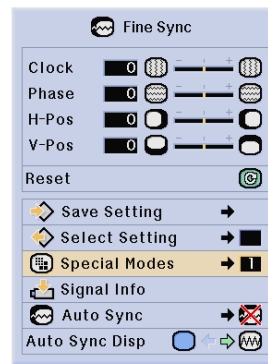 Fine Sync
Clock 0 - +
Phase 0
H-Pos 0 - +
V-Pos 0 - +
Reset
Save Setting
Select Setting
Special Modes 1
Signal Info
Auto Sync
Auto Sync Disp